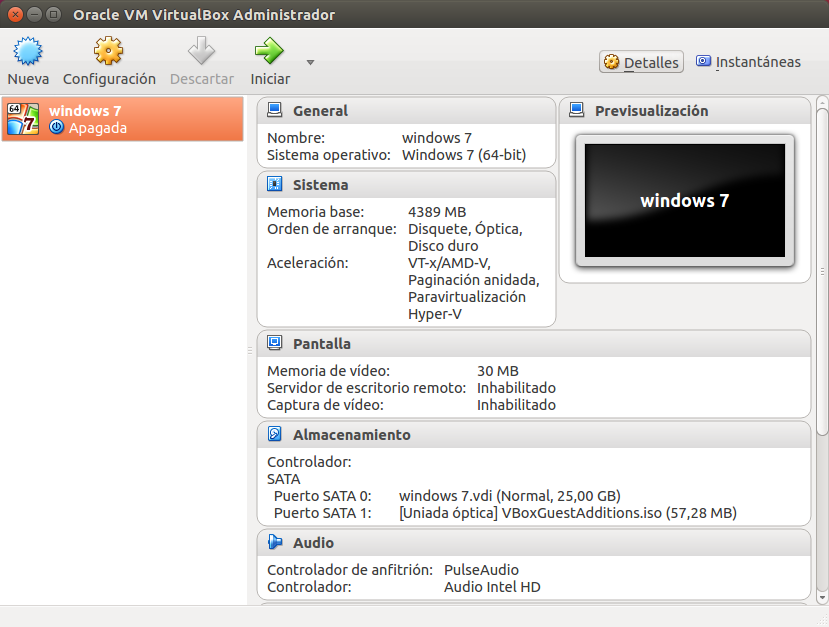 Oracle VM VirtualBox Administrador
Nueva Configuración Descartar Iniciar Detalles Instantáneas
64 7 windows 7
Apagada
General
Nombre: windows 7
Sistema operativo: Windows 7 (64-bit)
Previsualización
windows 7
Sistema
Memoria base: 4389 MB
Orden de arranque: Disquete, Óptica,
Disco duro
Aceleración: VT-x/AMD-V,
Paginación anidada,
Paravirtualización
Hyper-V
Pantalla
Memoria de vídeo: 30 MB
Servidor de escritorio remoto: Inhabilitado
Captura de vídeo: Inhabilitado
Almacenamiento
Controlador:
SATA
Puerto SATA 0: windows 7.vdi (Normal, 25,00 GB)
Puerto SATA 1: [Uniada óptica] VBoxGuestAdditions.iso (57,28 MB)
Audio
Controlador de anfitrión: PulseAudio
Controlador: Audio Intel HD